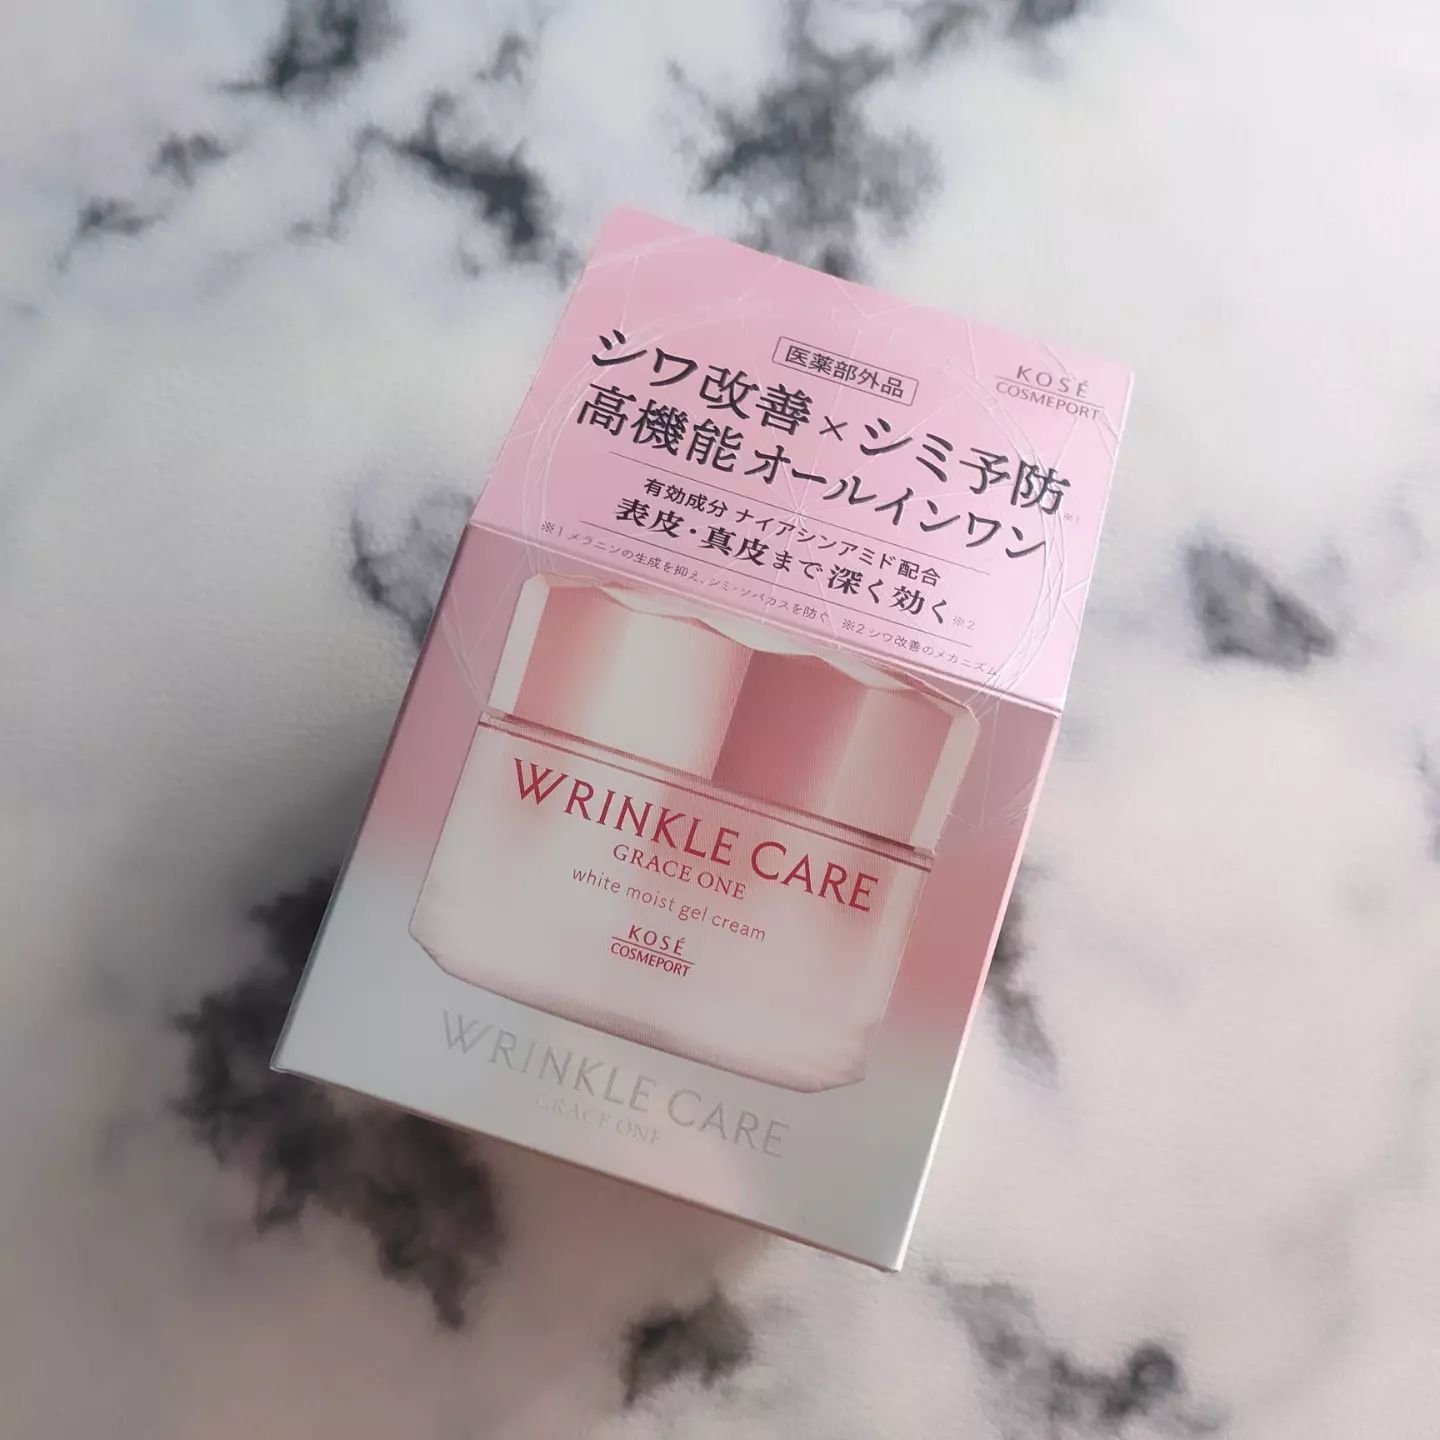 医薬部外品
KOSÉ
COSMEPORT
シワ改善×シミ予防※1
高機能オールインワン
有効成分 ナイアシンアミド配合
表皮・真皮まで深く効く※2
※1 メラニンの生成を抑え、シミ・ソバカスを防ぐ ※2 シワ改善のメカニズム
WRINKLE CARE
GRACE ONE
white moist gel cream
KOSÉ
COSMEPORT
WRINKLE CARE
GRACE ONE